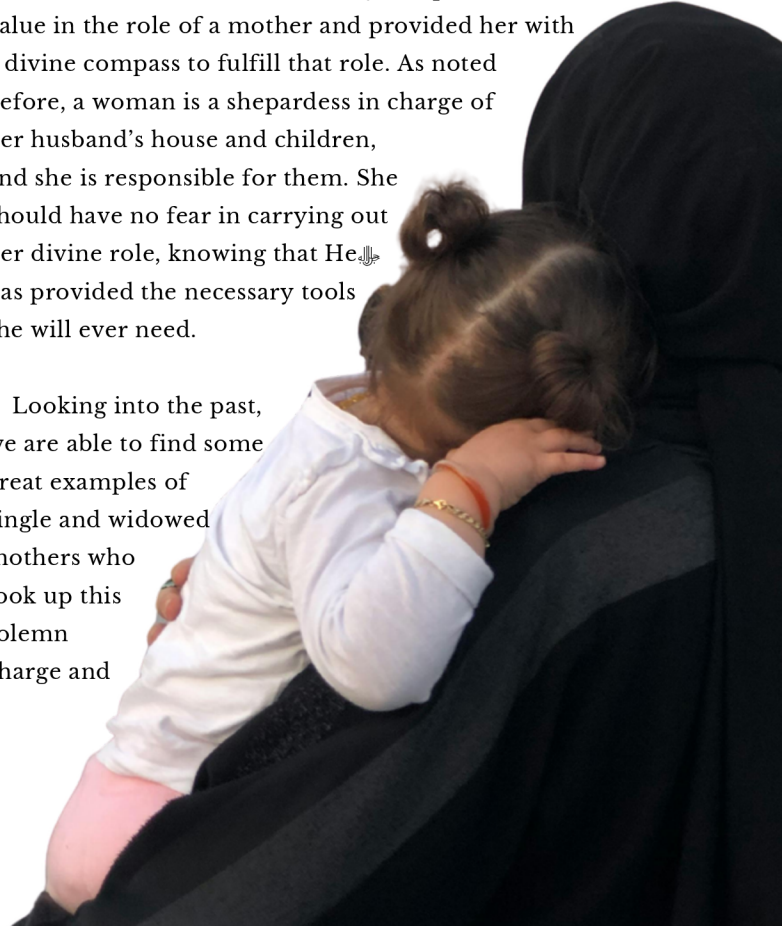 alue in the role of a mother and provided her with
divine compass to fulfill that role. As noted
efore, a woman is a shepardess in charge of
er husband’s house and children,
nd she is responsible for them. She
hould have no fear in carrying out
er divine role, knowing that He ﷻ
as provided the necessary tools
he will ever need.
Looking into the past,
ve are able to find some
reat examples of
ingle and widowed
nothers who
ook up this
olemn
harge and